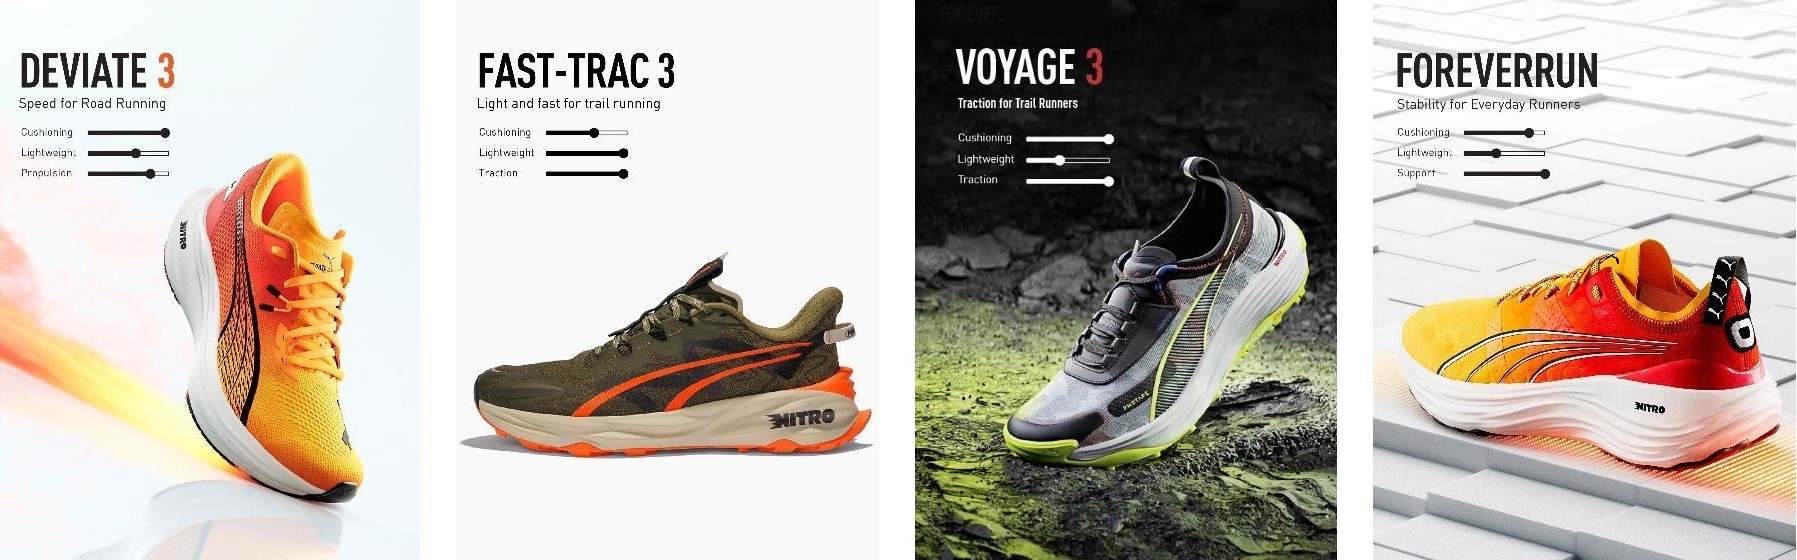 DEVIATE 3
Speed for Road Running
Cushioning
Lightweight
Propulsion
NITRO
FAST-TRAC 3
Light and fast for trail running
Cushioning
Lightweight
Traction
NITRO
FOREVER
VOYAGE 3
Traction for Trail Runners
Cushioning
Lightweight
Traction
NITRO
PWRTAPE
FOREVERRUN
Stability for Everyday Runners
Cushioning
Lightweight
Support
NITRO